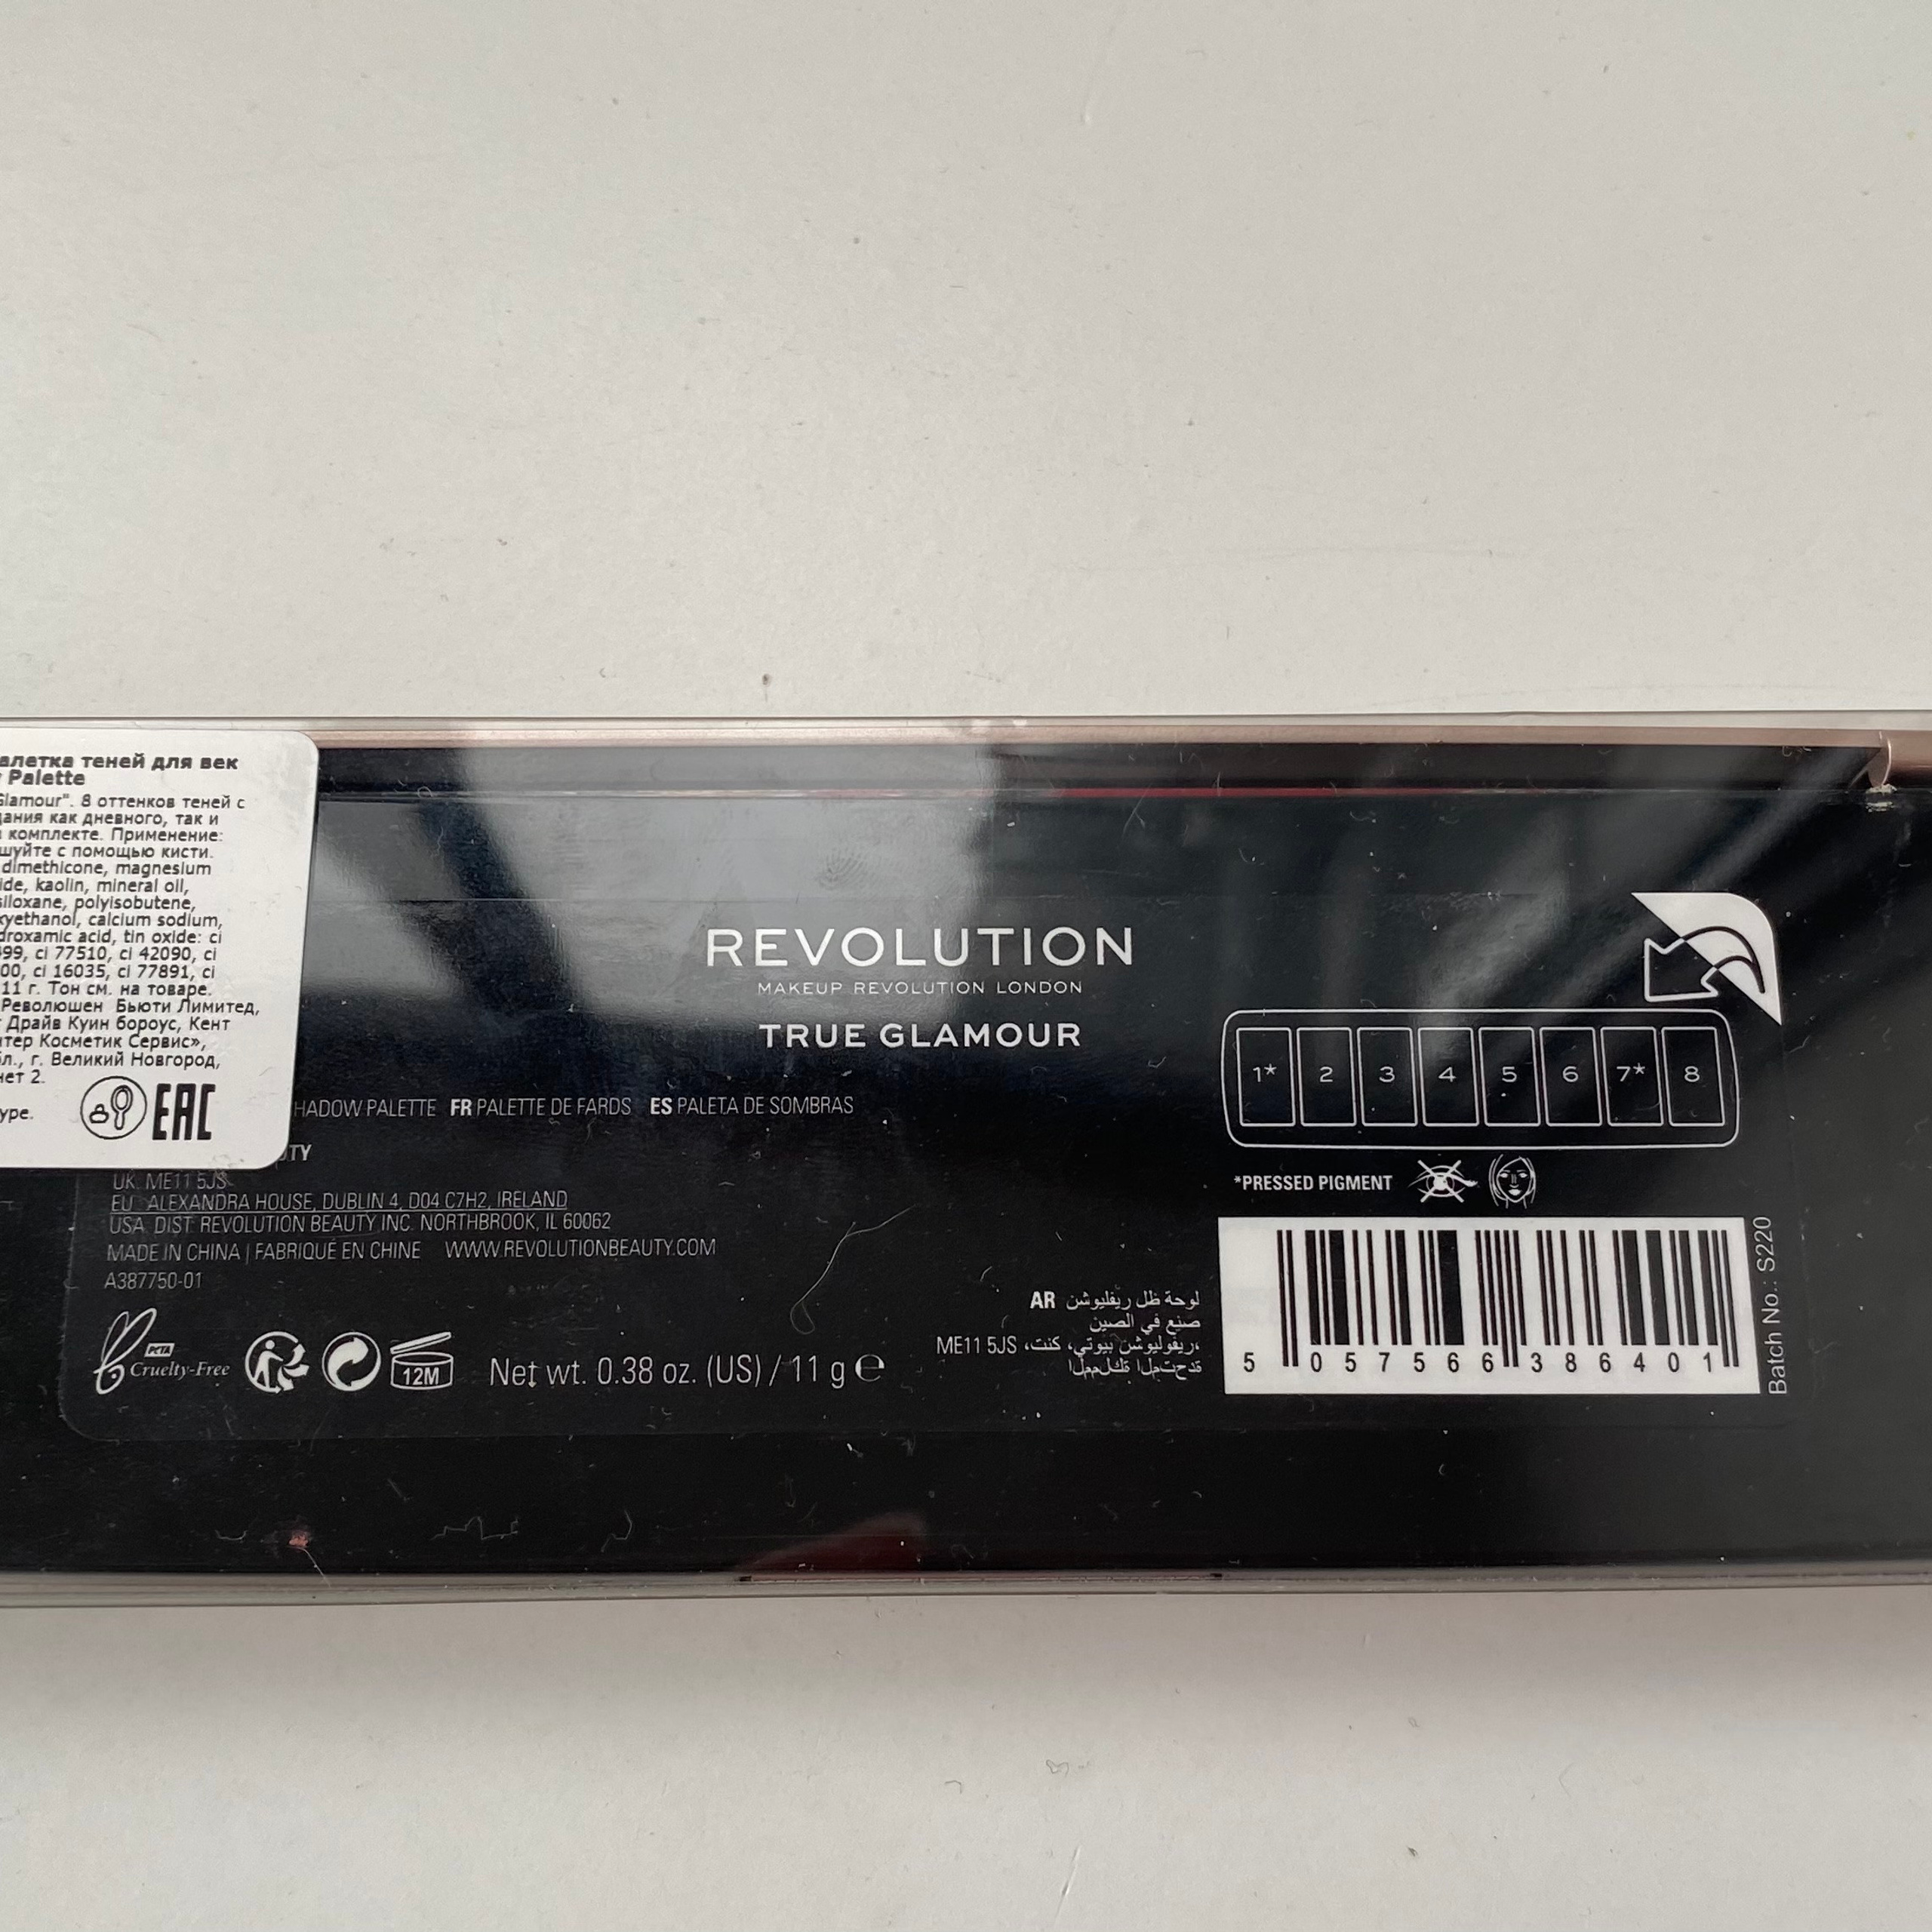 алетка теней для век
Palette
Glamour". 8 оттенков теней с
дания как дневного, так и
комплекте. Применение:
шуйте с помощью кисти.
dimethicone, magnesium
ide, kaolin, mineral oil,
siloxane, polyisobutene,
xyethanol, calcium sodium,
droxamic acid, tin oxide: ci
499, ci 77510, ci 42090, ci
00, ci 16035, ci 77891, ci
11 г. Тон см. на товаре.
Революшен Бьюти Лимитед,
Драйв Куин бороус, Кент
нтер Косметик Сервис»,
бл., г. Великий Новгород,
нет 2.
уре.
EAC
REVOLUTION
MAKEUP REVOLUTION LONDON
TRUE GLAMOUR
HADOW PALETTE FR PALETTE DE FARDS ES PALETA DE SOMBRAS
UTY
UK: ME11 5JS
EU: ALEXANDRA HOUSE, DUBLIN 4, D04 C7H2, IRELAND
USA DIST: REVOLUTION BEAUTY INC. NORTHBROOK, IL 60062
MADE IN CHINA | FABRIQUÉ EN CHINE WWW.REVOLUTIONBEAUTY.COM
A387750-01
PETA
Cruelty-Free
12M
Net wt. 0.38 oz. (US) / 11 g e
1* 2 3 4 5 6 7* 8
*PRESSED PIGMENT
AR لوحة ظل ريفليوشن
صنع في الصين
ريفوليوشن بيوتي، كنت، ME11 5JS،
ةدحتملا ةكلمملا
5 057566 386401
Batch No.: S220